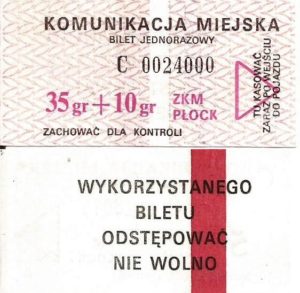 KOMUNIKACJA MIEJSKA
BILET JEDNORAZOWY
C 0024000
35 gr + 10 gr
ZKM
PŁOCK
ZACHOWAĆ DLA KONTROLI
TU KASOWAĆ
ZARAZ PO WEJŚCIU
DO POJAZDU
WYKORZYSTANEGO
BILETU
ODSTĘPOWAĆ
NIE WOLNO